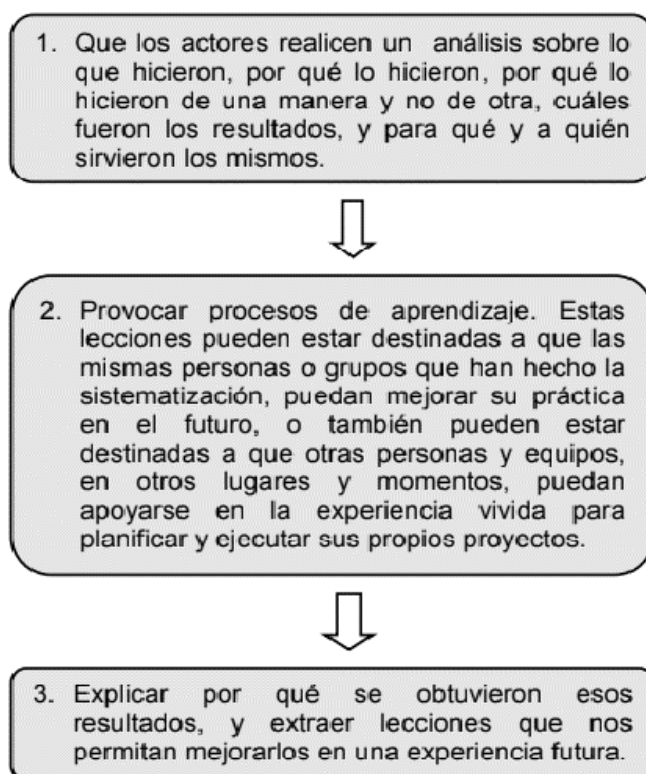 1. Que los actores realicen un análisis sobre lo
que hicieron, por qué lo hicieron, por qué lo
hicieron de una manera y no de otra, cuáles
fueron los resultados, y para qué y a quién
sirvieron los mismos.
2. Provocar procesos de aprendizaje. Estas
lecciones pueden estar destinadas a que las
mismas personas o grupos que han hecho la
sistematización, puedan mejorar su práctica
en el futuro, o también pueden estar
destinadas a que otras personas y equipos,
en otros lugares y momentos, puedan
apoyarse en la experiencia vivida para
planificar y ejecutar sus propios proyectos.
3. Explicar por qué se obtuvieron esos
resultados, y extraer lecciones que nos
permitan mejorarlos en una experiencia futura.